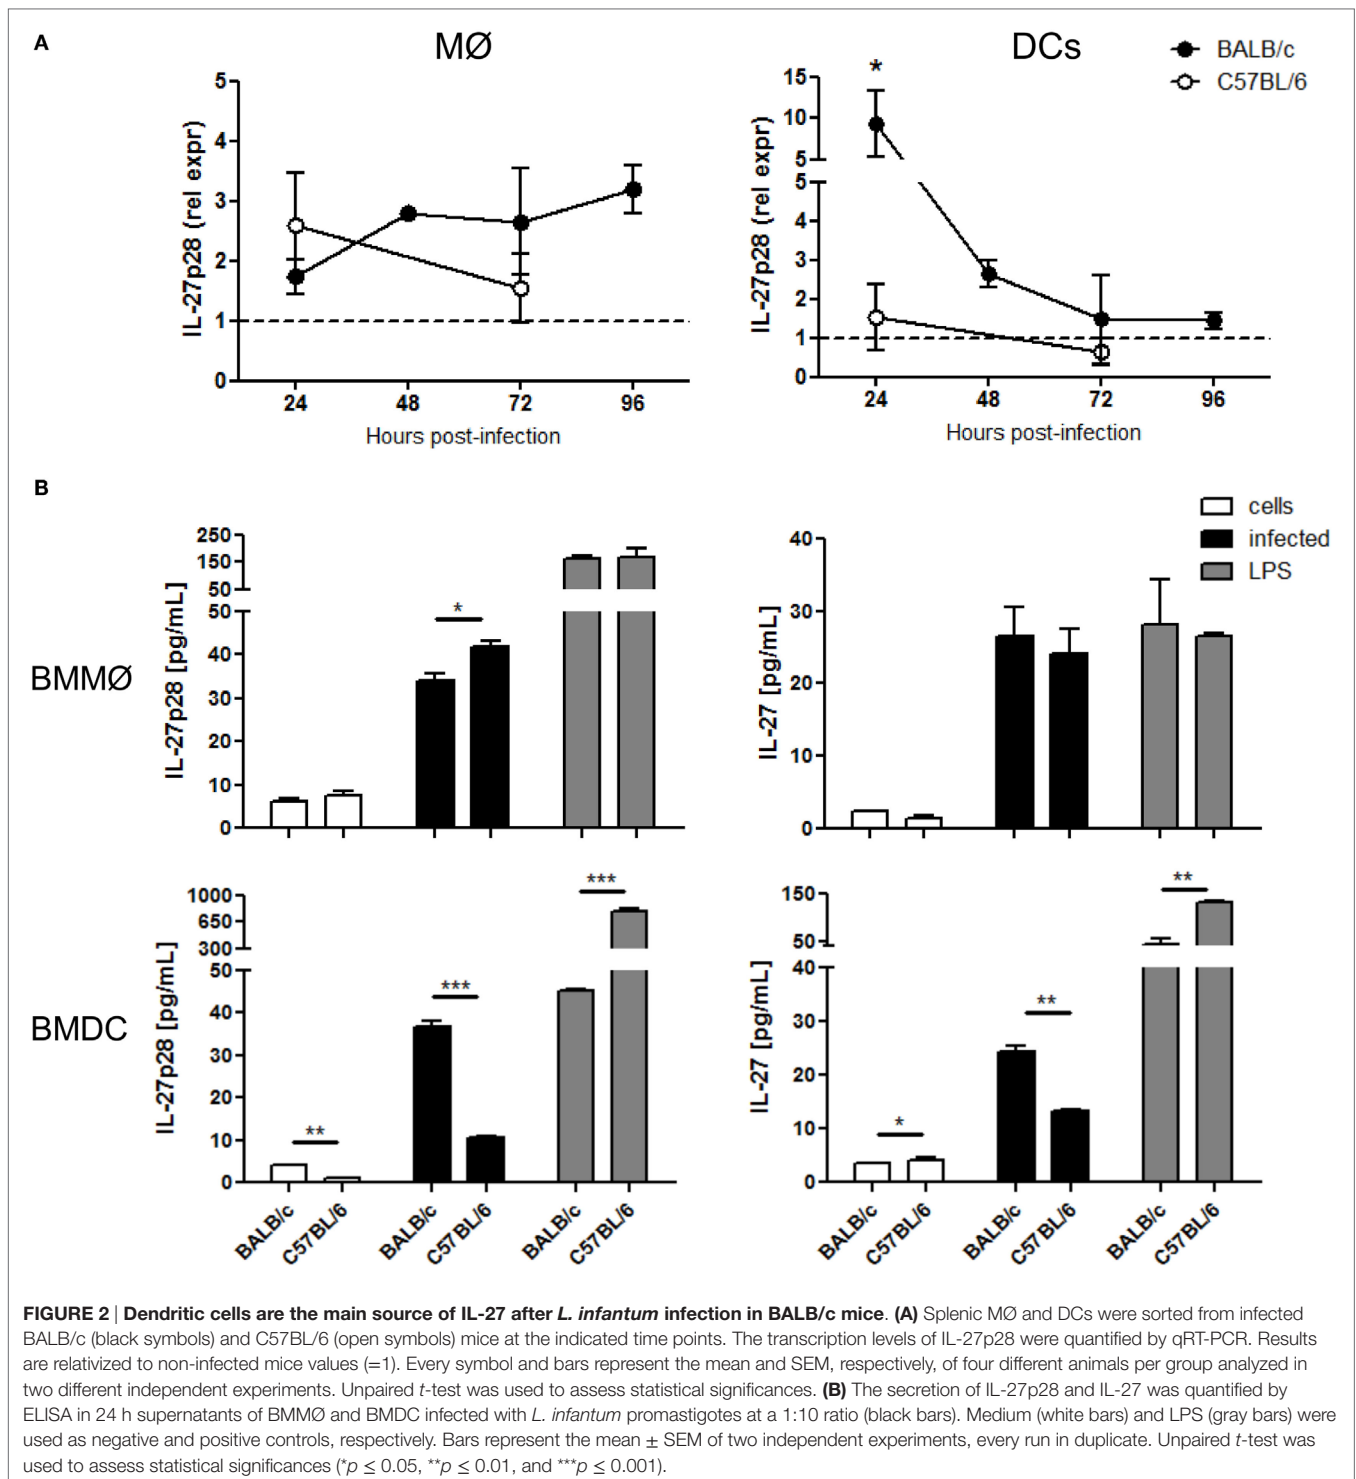 A
MØ
DCs
BALB/c
C57BL/6
*
5
4
3
2
1
0
IL-27p28 (rel expr)
24 48 72 96
Hours post-infection
15
10
5
5
4
3
2
1
0
IL-27p28 (rel expr)
24 48 72 96
Hours post-infection
B
cells
infected
LPS
BMMØ
250
150
50
50
40
30
20
10
0
IL-27p28 [pg/mL]
*
40
30
20
10
0
IL-27 [pg/mL]
BMDC
1000
650
300
50
40
30
20
10
0
IL-27p28 [pg/mL]
** *** ***
BALB/c C57BL/6 BALB/c C57BL/6 BALB/c C57BL/6
150
50
40
30
20
10
0
IL-27 [pg/mL]
* ** **
BALB/c C57BL/6 BALB/c C57BL/6 BALB/c C57BL/6
FIGURE 2 | Dendritic cells are the main source of IL-27 after L. infantum infection in BALB/c mice. (A) Splenic MØ and DCs were sorted from infected
BALB/c (black symbols) and C57BL/6 (open symbols) mice at the indicated time points. The transcription levels of IL-27p28 were quantified by qRT-PCR. Results
are relativized to non-infected mice values (=1). Every symbol and bars represent the mean and SEM, respectively, of four different animals per group analyzed in
two different independent experiments. Unpaired t-test was used to assess statistical significances. (B) The secretion of IL-27p28 and IL-27 was quantified by
ELISA in 24 h supernatants of BMMØ and BMDC infected with L. infantum promastigotes at a 1:10 ratio (black bars). Medium (white bars) and LPS (gray bars) were
used as negative and positive controls, respectively. Bars represent the mean ± SEM of two independent experiments, every run in duplicate. Unpaired t-test was
used to assess statistical significances (*p ≤ 0.05, **p ≤ 0.01, and ***p ≤ 0.001).